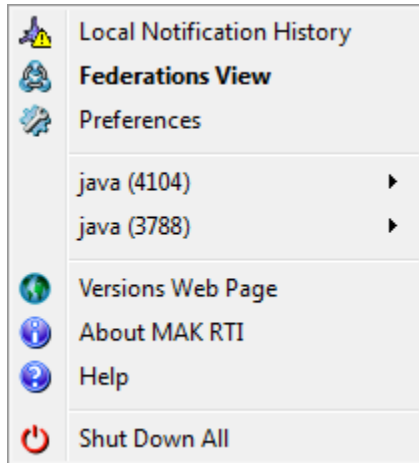 Local Notification History
Federations View
Preferences
java (4104)
java (3788)
Versions Web Page
About MAK RTI
Help
Shut Down All